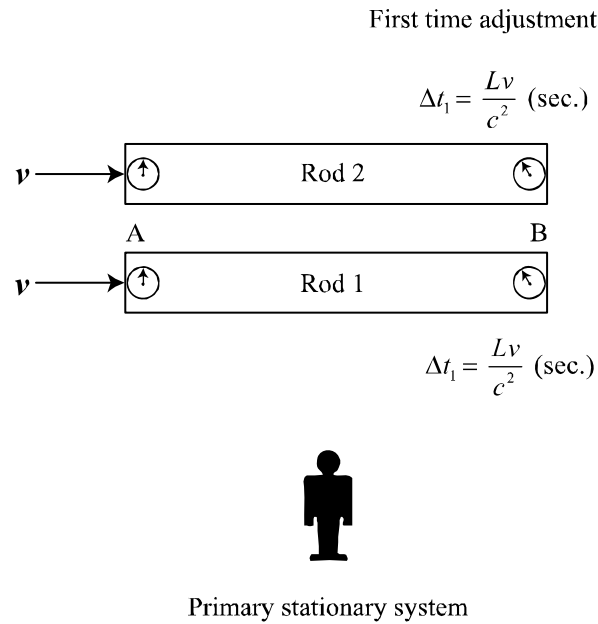 First time adjustment
Δt₁ = Lv/c² (sec.)
v Rod 2
A B
v Rod 1
Δt₁ = Lv/c² (sec.)
Primary stationary system